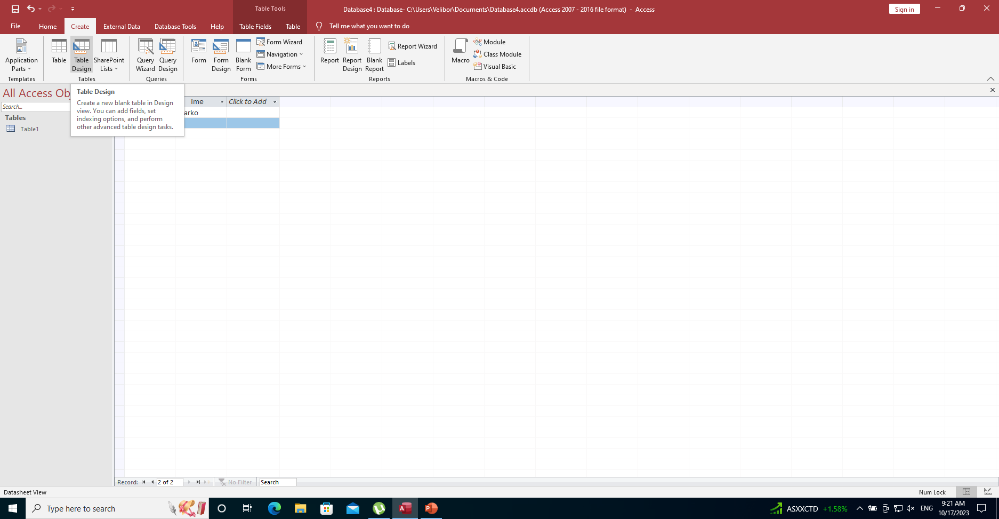 Table Tools
Database4 : Database- C:\Users\Velibor\Documents\Database4.accdb (Access 2007 - 2016 file format)  -  Access
Sign in
File
Home
Create
External Data
Database Tools
Help
Table Fields
Table
Tell me what you want to do
Application Parts
Table
Table Design
SharePoint Lists
Query Wizard
Query Design
Form
Form Design
Blank Form
Form Wizard
Navigation
More Forms
Report
Report Design
Blank Report
Report Wizard
Labels
Macro
Module
Class Module
Visual Basic
Templates
Tables
Queries
Forms
Reports
Macros & Code
All Access Ob
Search...
Tables
Table1
Table Design
Create a new blank table in Design
view. You can add fields, set
indexing options, and perform
other advanced table design tasks.
ime
Click to Add
arko
Record:
2 of 2
No Filter
Search
Datasheet View
Num Lock
Type here to search
ASXXCTD +1.58%
ENG
9:21 AM
10/17/2023